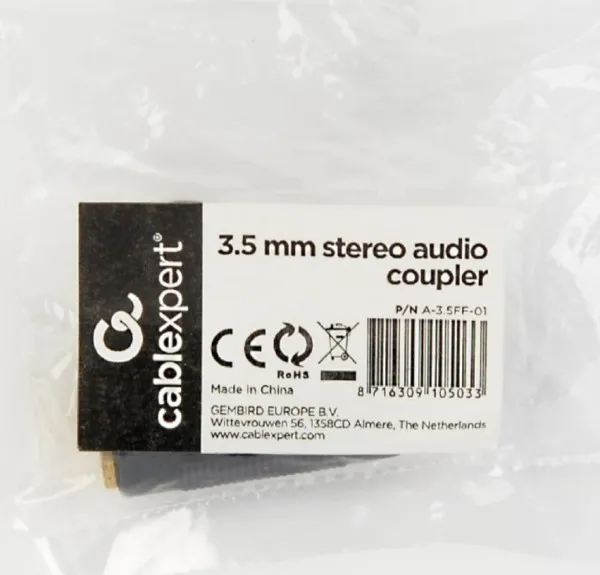 cablexpert®
3.5 mm stereo audio
coupler
P/N A-3.5FF-01
CE
RoHS
Made in China
8 716309 105033
GEMBIRD EUROPE B.V.
Wittevrouwen 56, 1358CD Almere, The Netherlands
www.cablexpert.com